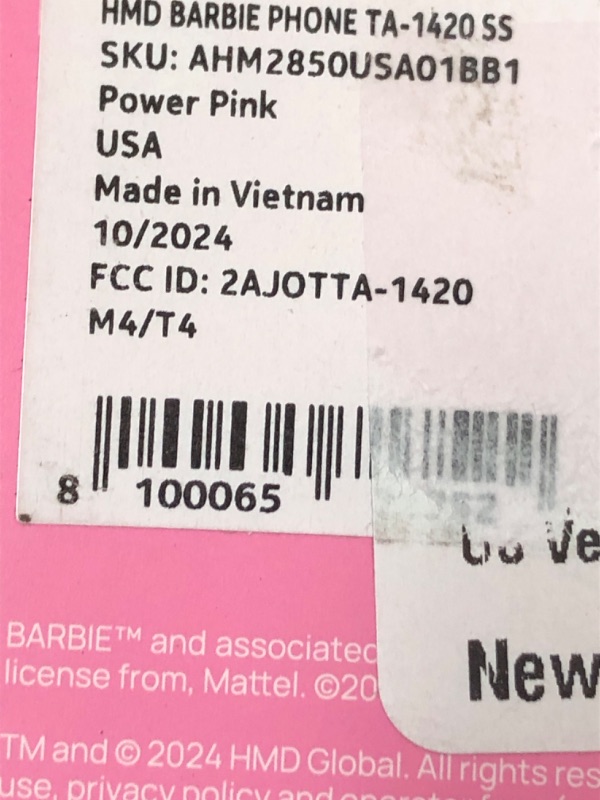 HMD BARBIE PHONE TA-1420 SS
SKU: AHM2850USA01BB1
Power Pink
USA
Made in Vietnam
10/2024
FCC ID: 2AJOTTA-1420
M4/T4
8 100065
Ve
New
BARBIE™ and associated
license from, Mattel. ©20
TM and © 2024 HMD Global. All rights res
use, privacy policy and